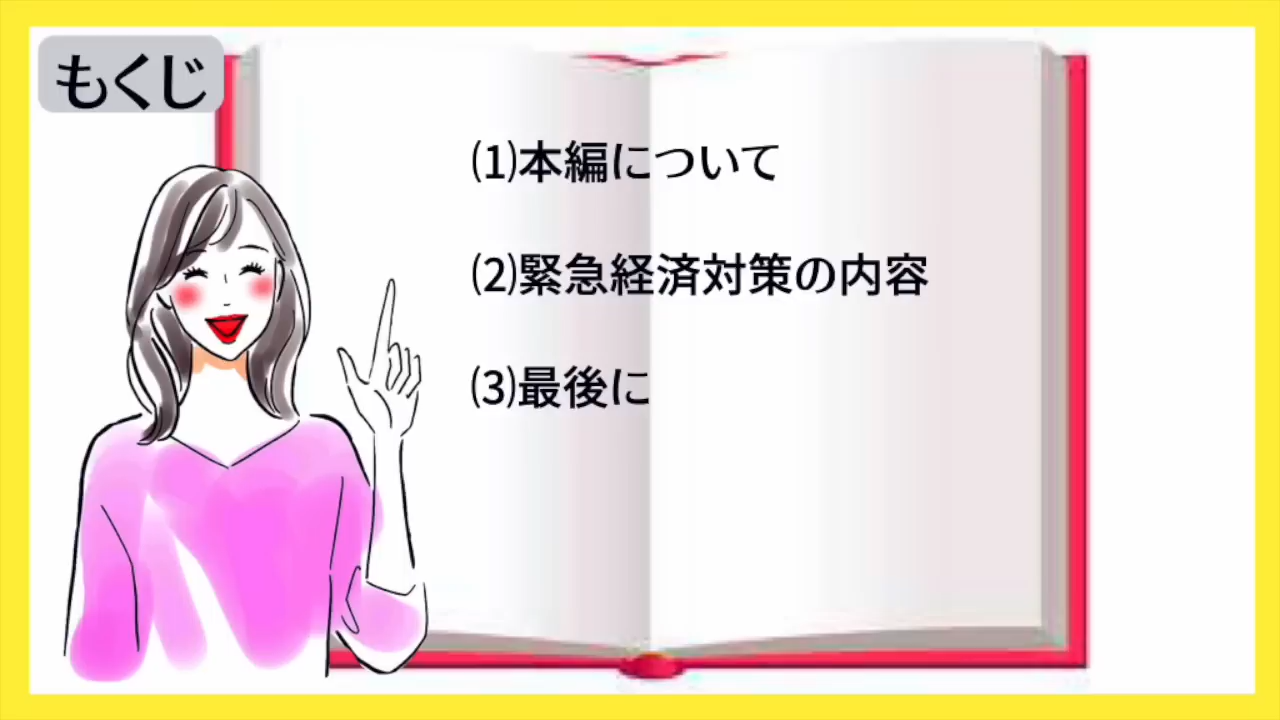 もくじ
⑴本編について
⑵緊急経済対策の内容
⑶最後に